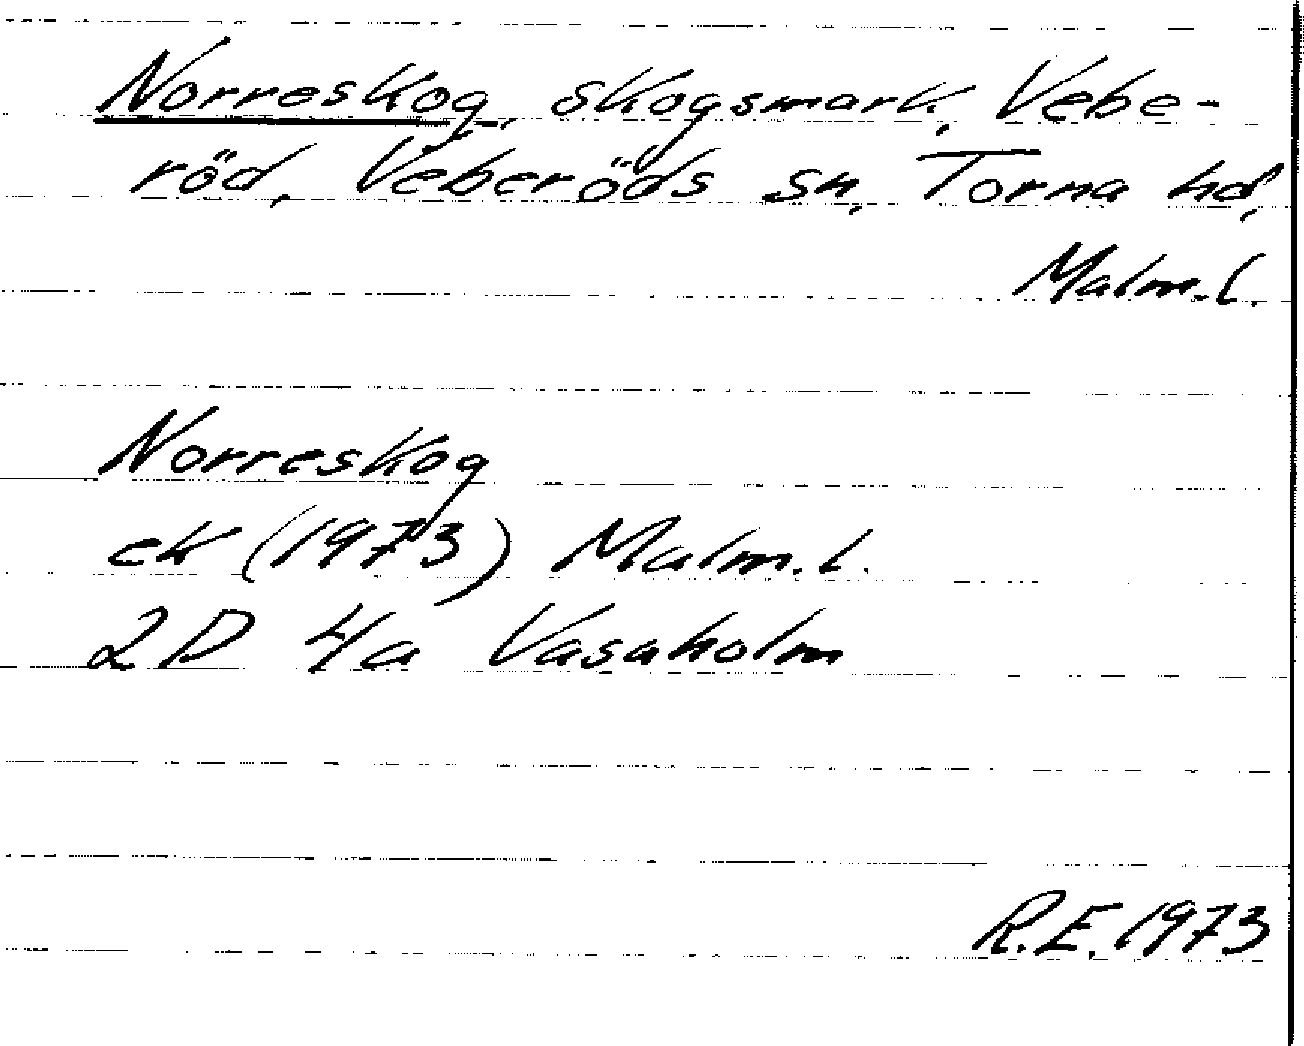 Norreskog, skogsmark, Vebe-
röd, Veberöds sn, Torna hd,
Malm.l.
Norreskog
ek (1973) Malm.l.
2D 4a Vasaholm
R.E. 1973